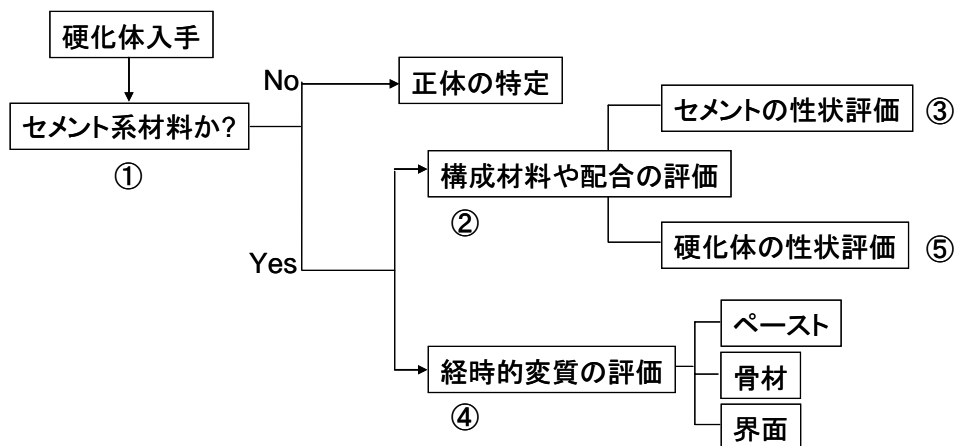 硬化体入手
セメント系材料か?
①
No
正体の特定
Yes
構成材料や配合の評価
②
セメントの性状評価 ③
硬化体の性状評価 ⑤
経時的変質の評価
④
ペースト
骨材
界面